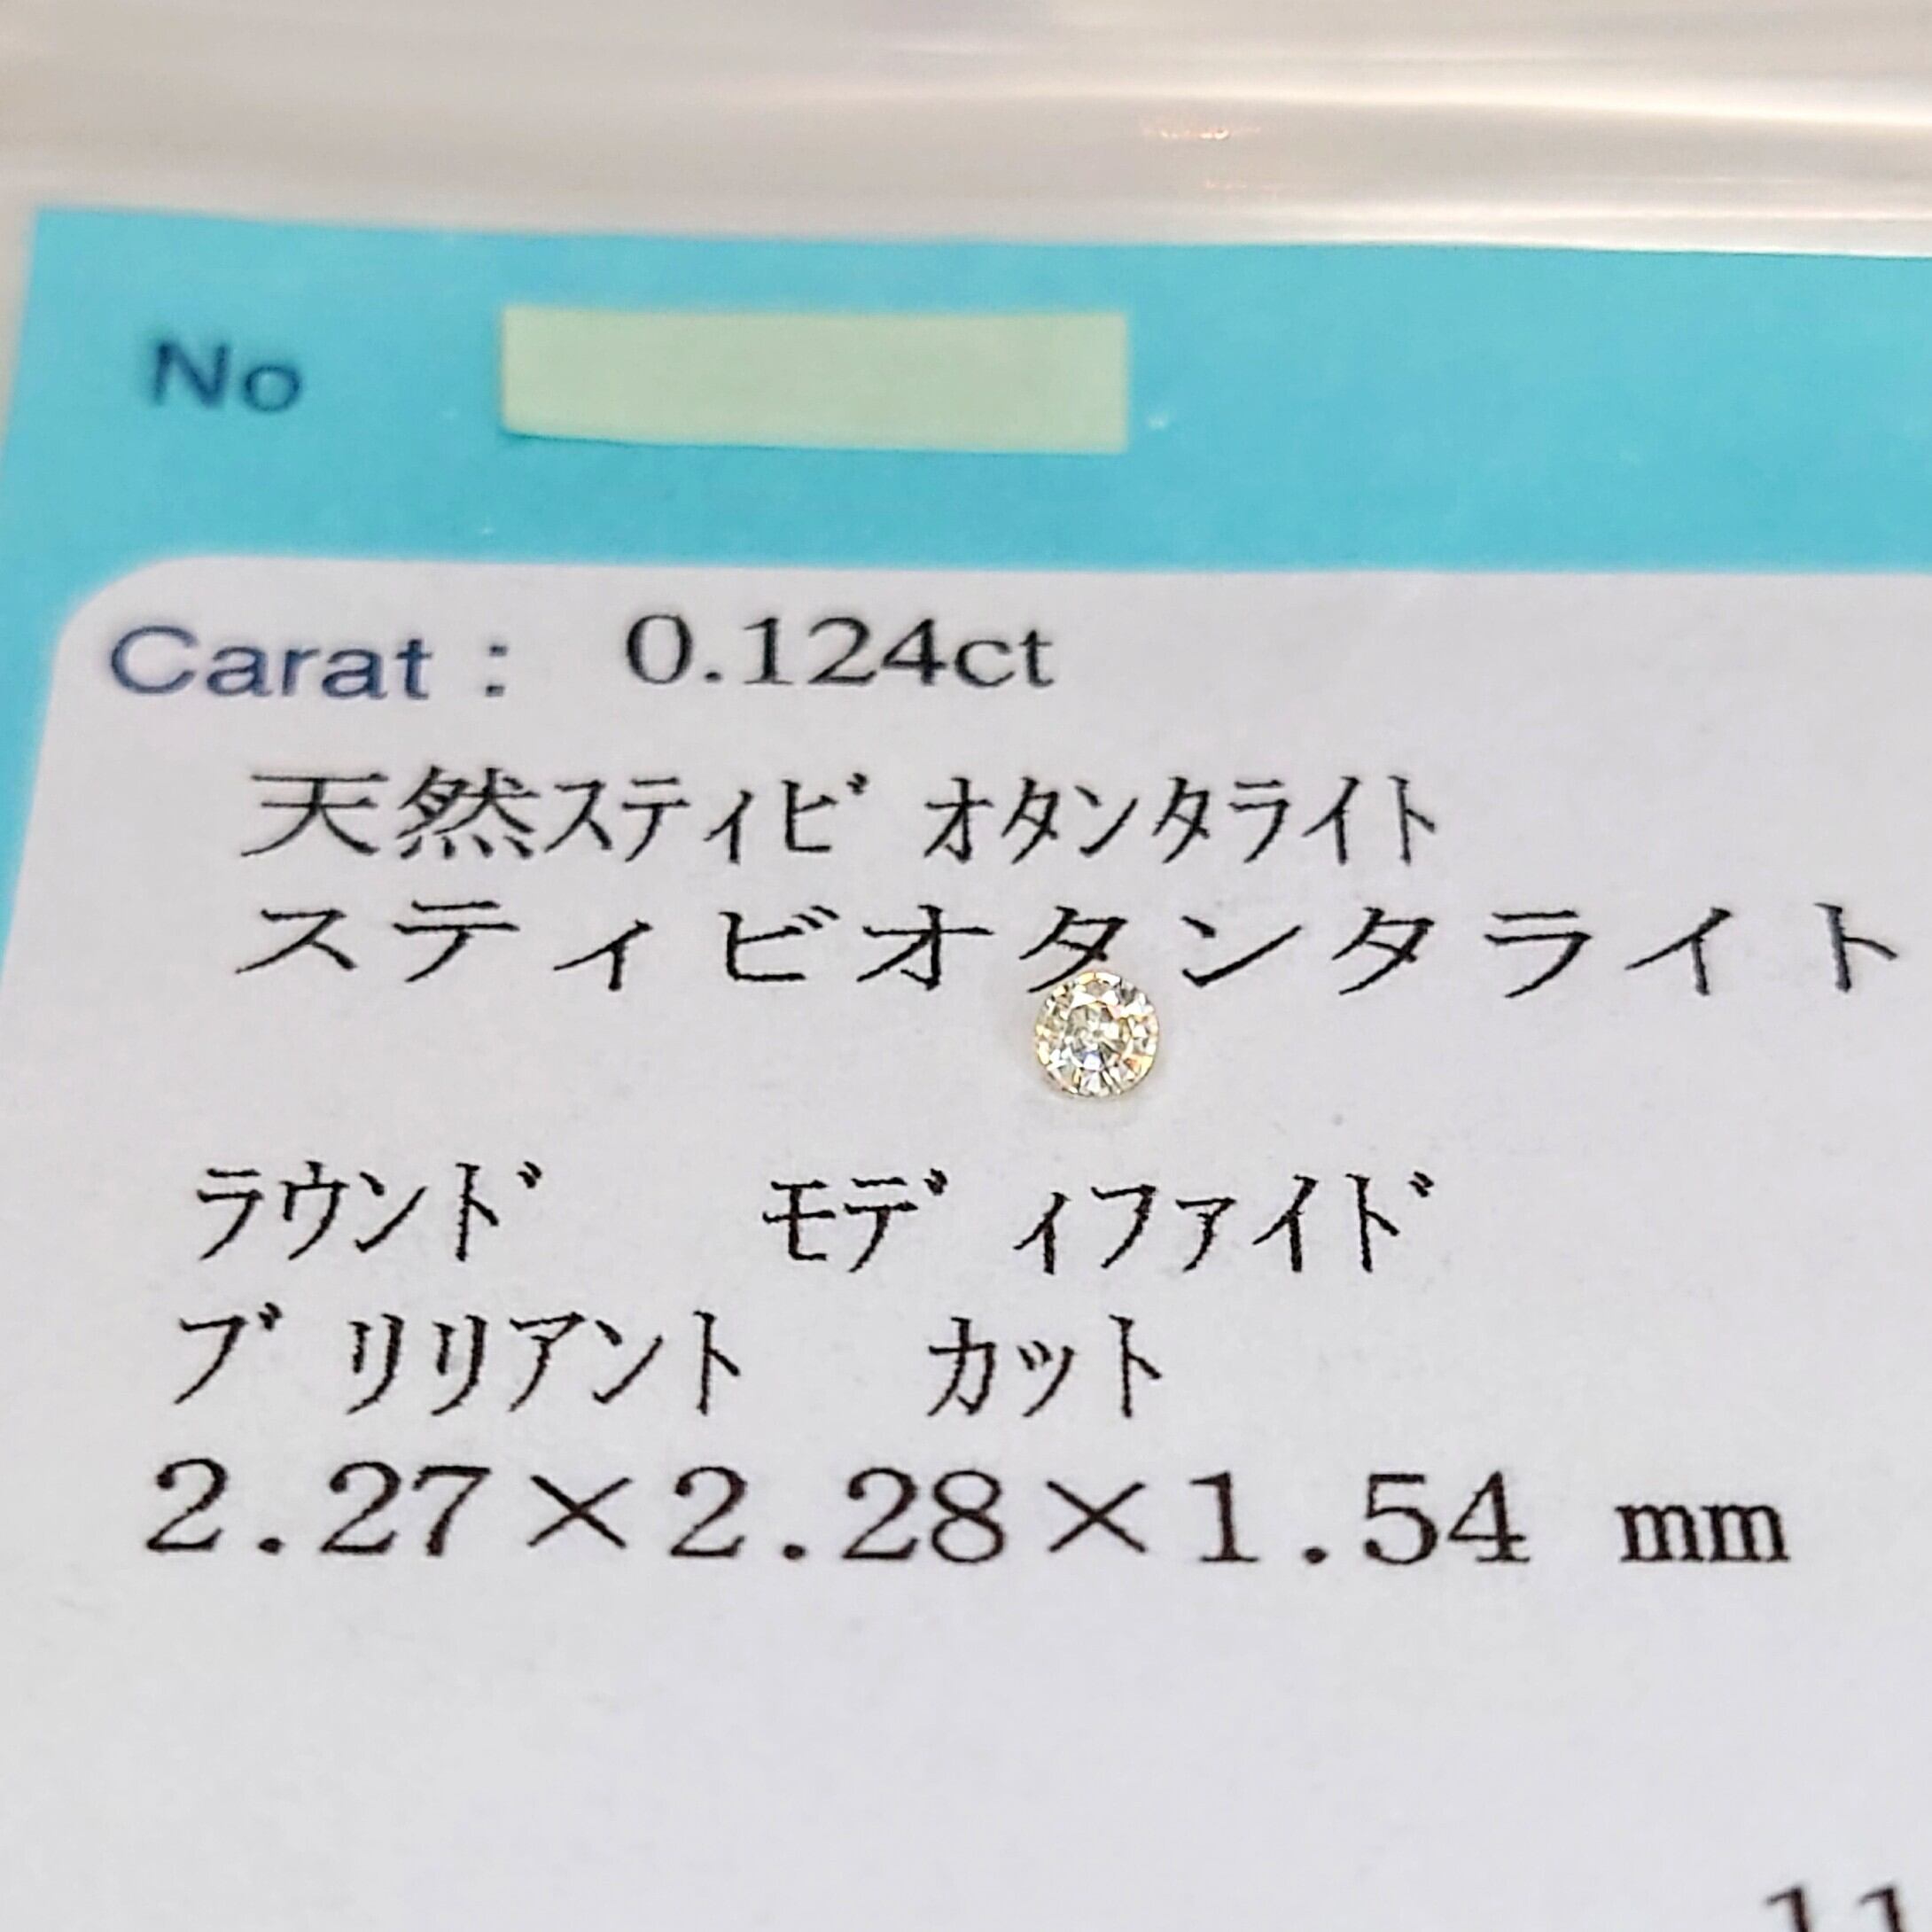 No
Carat : 0.124ct
天然ｽﾃｨﾋﾞｵﾀﾝﾀﾗｲﾄ
スティビオタンタライト
ﾗｳﾝﾄﾞ ﾓﾃﾞｨﾌｧｲﾄﾞ
ﾌﾞﾘﾘｱﾝﾄ ｶｯﾄ
2.27×2.28×1.54 mm